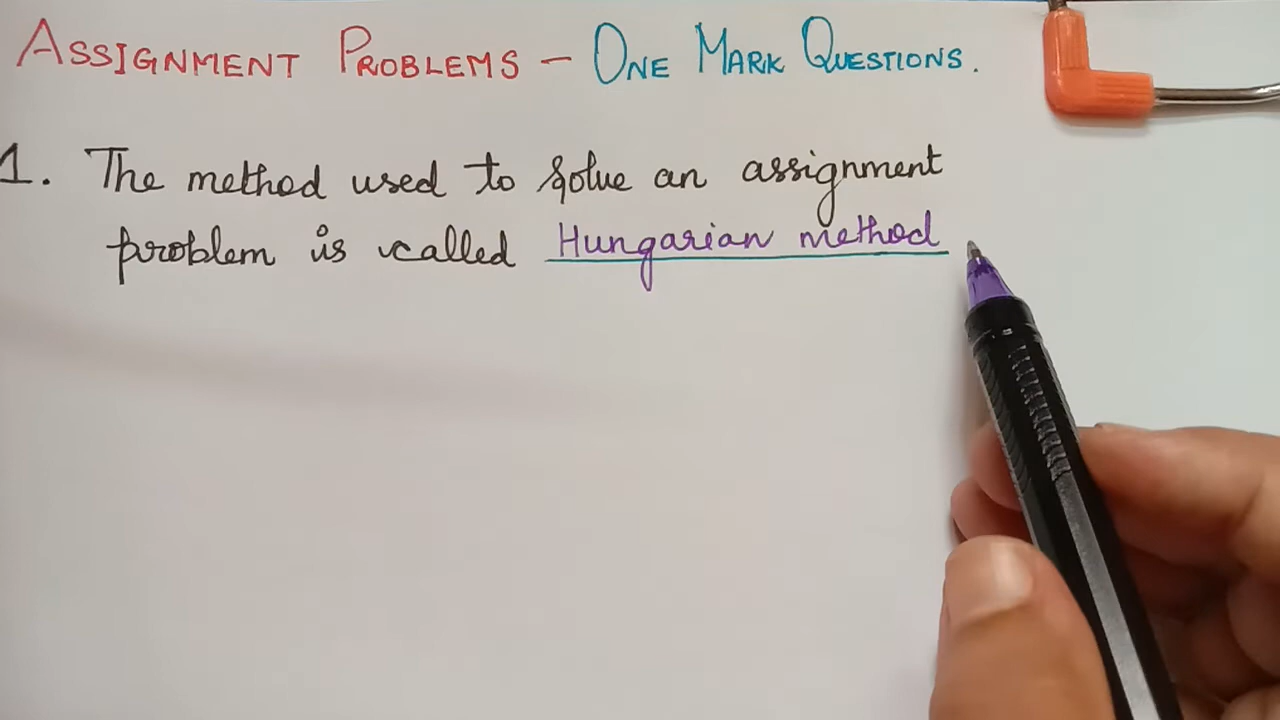 ASSIGNMENT PROBLEMS - ONE MARK QUESTIONS.
1. The method used to solve an assignment
problem is called Hungarian method